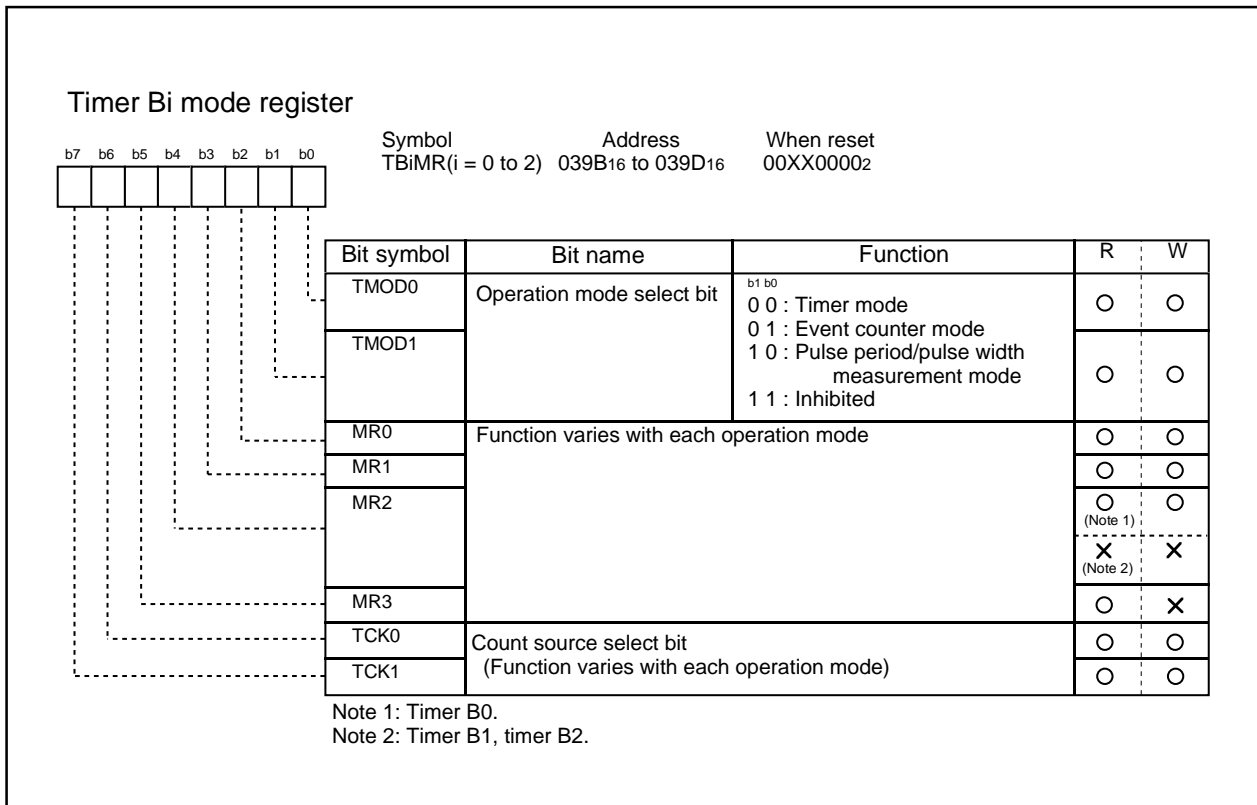 Timer Bi mode register
Symbol Address When reset
TBiMR(i = 0 to 2) 039B16 to 039D16 00XX00002
b7 b6 b5 b4 b3 b2 b1 b0
Bit symbol Bit name Function R W
TMOD0 Operation mode select bit b1 b0
0 0 : Timer mode
0 1 : Event counter mode
TMOD1 1 0 : Pulse period/pulse width
measurement mode
1 1 : Inhibited
MR0 Function varies with each operation mode
MR1
MR2
(Note 1)
(Note 2)
MR3
TCK0 Count source select bit
TCK1 (Function varies with each operation mode)
Note 1: Timer B0.
Note 2: Timer B1, timer B2.